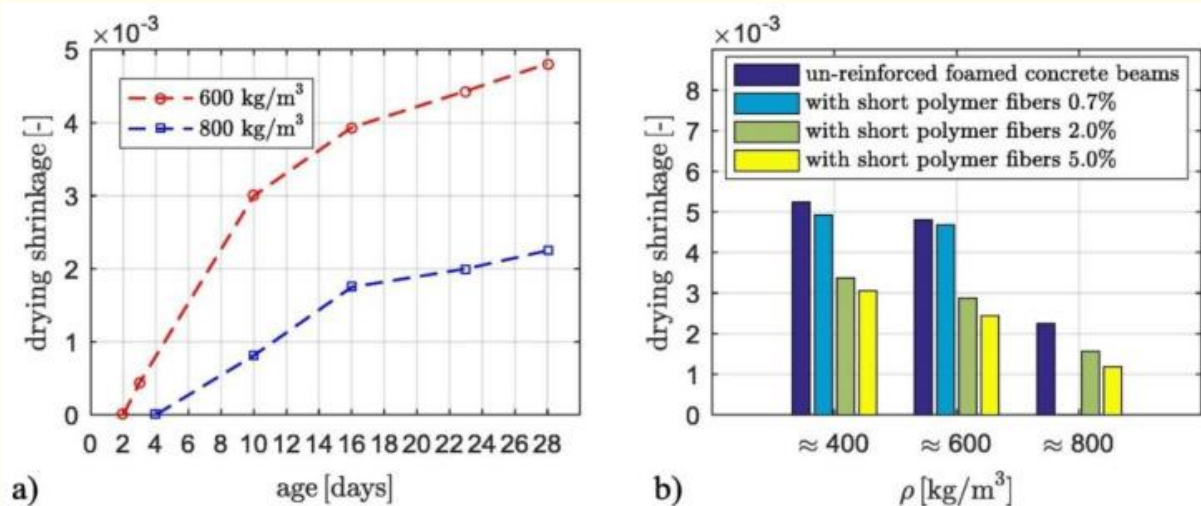 ×10⁻³
5
4
3
2
1
0
drying shrinkage [-]
600 kg/m³
800 kg/m³
0 2 4 6 8 10 12 14 16 18 20 22 24 26 28
age [days]
a)
×10⁻³
8
7
6
5
4
3
2
1
0
drying shrinkage [-]
un-reinforced foamed concrete beams
with short polymer fibers 0.7%
with short polymer fibers 2.0%
with short polymer fibers 5.0%
≈ 400 ≈ 600 ≈ 800
ρ [kg/m³]
b)